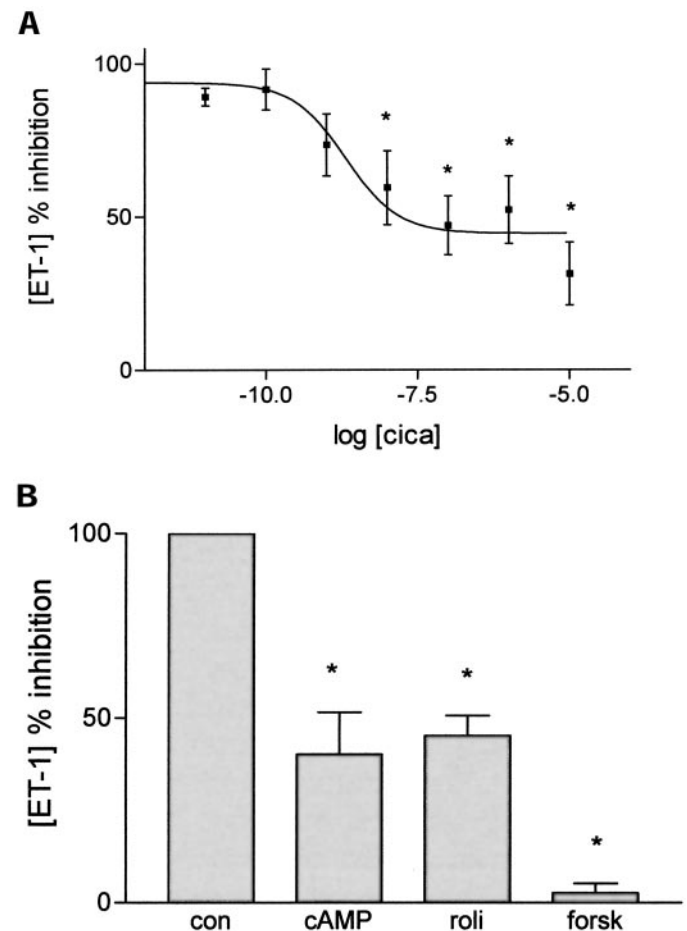 A
[ET-1] % inhibition
100
50
0
*
*
*
*
-10.0
-7.5
-5.0
log [cica]
B
[ET-1] % inhibition
100
50
0
*
*
*
con
cAMP
roli
forsk